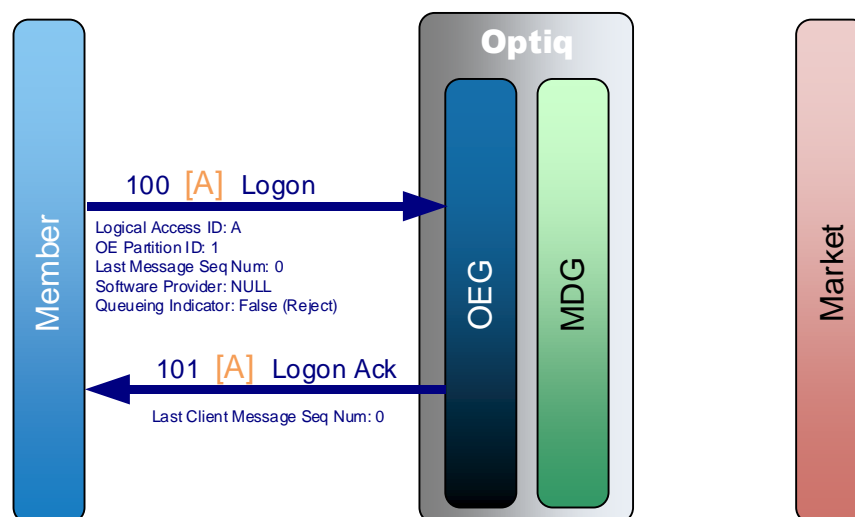 Optiq
100 [A] Logon
Logical Access ID: A
OE Partition ID: 1
Last Message Seq Num: 0
Software Provider: NULL
Queueing Indicator: False (Reject)
Member
OEG
MDG
Market
101 [A] Logon Ack
Last Client Message Seq Num: 0